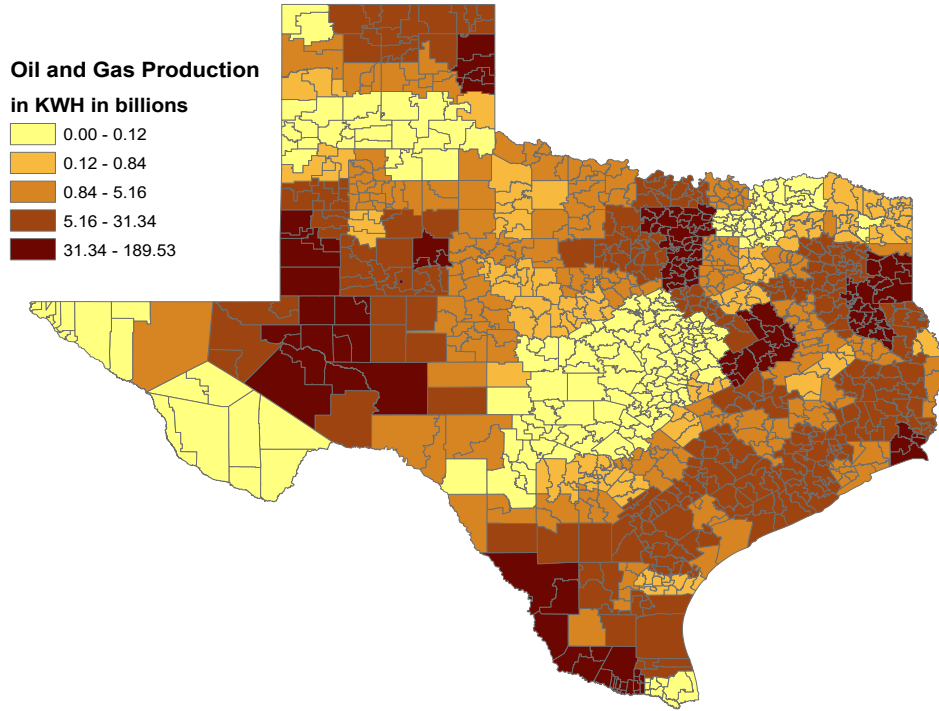 Oil and Gas Production
in KWH in billions
0.00 - 0.12
0.12 - 0.84
0.84 - 5.16
5.16 - 31.34
31.34 - 189.53